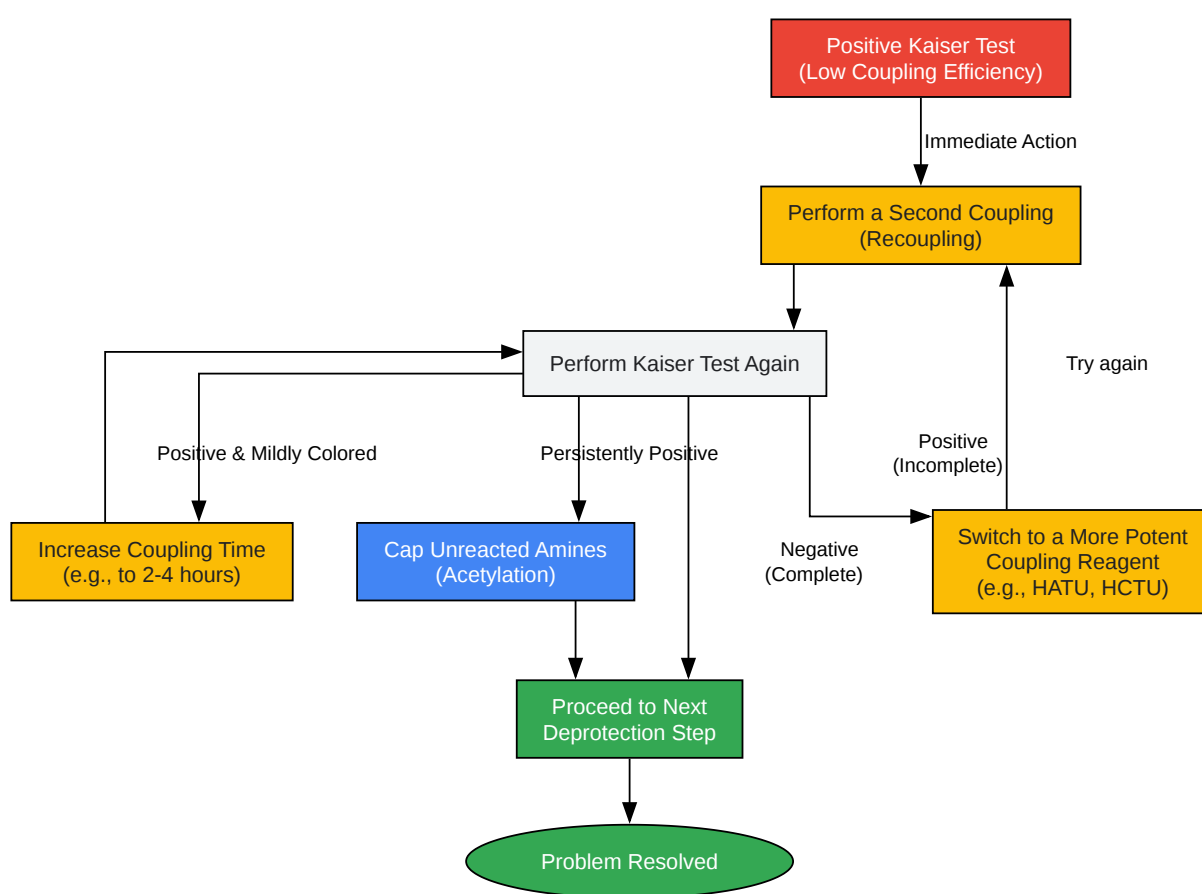 Positive Kaiser Test
(Low Coupling Efficiency)
Immediate Action
Perform a Second Coupling
(Recoupling)
Perform Kaiser Test Again
Try again
Positive & Mildly Colored
Persistently Positive
Positive
(Incomplete)
Increase Coupling Time
(e.g., to 2-4 hours)
Cap Unreacted Amines
(Acetylation)
Negative
(Complete)
Switch to a More Potent
Coupling Reagent
(e.g., HATU, HCTU)
Proceed to Next
Deprotection Step
Problem Resolved